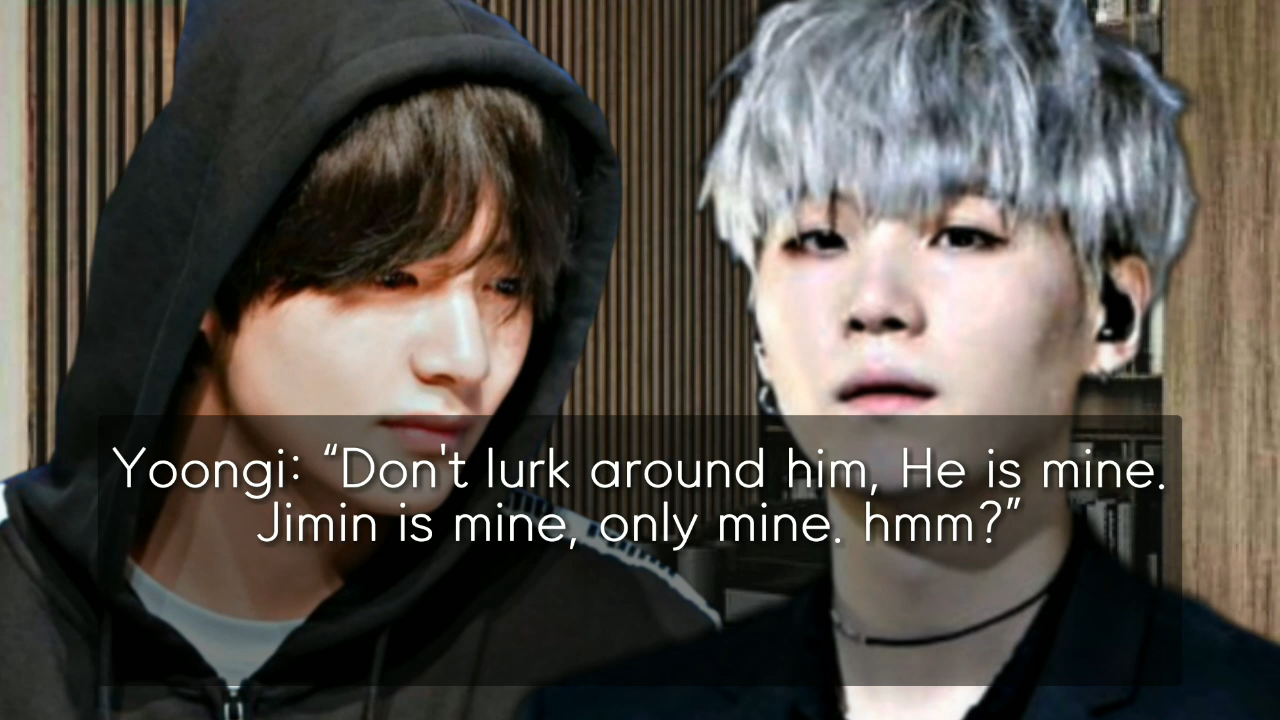 Yoongi: “Don't lurk around him, He is mine.
Jimin is mine, only mine. hmm?”